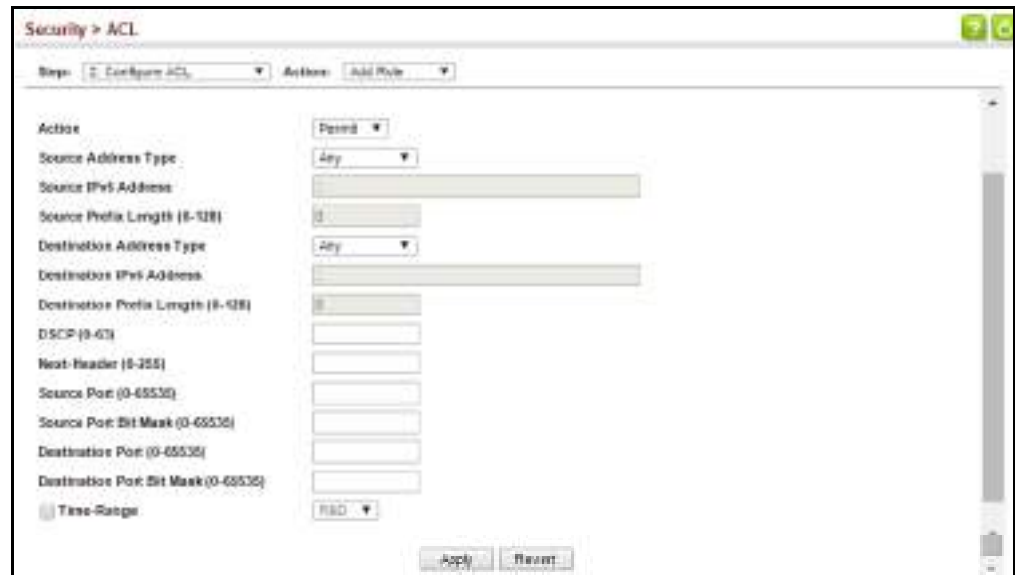 Security > ACL
Step: 2. Configure ACL Action: Add Rule
Action Permit
Source Address Type Any
Source IPv6 Address ::
Source Prefix Length (0-128) 0
Destination Address Type Any
Destination IPv6 Address ::
Destination Prefix Length (0-128) 0
DSCP (0-63)
Next-Header (0-255)
Source Port (0-65535)
Source Port Bit Mask (0-65535)
Destination Port (0-65535)
Destination Port Bit Mask (0-65535)
Time-Range R&D
Apply Revert